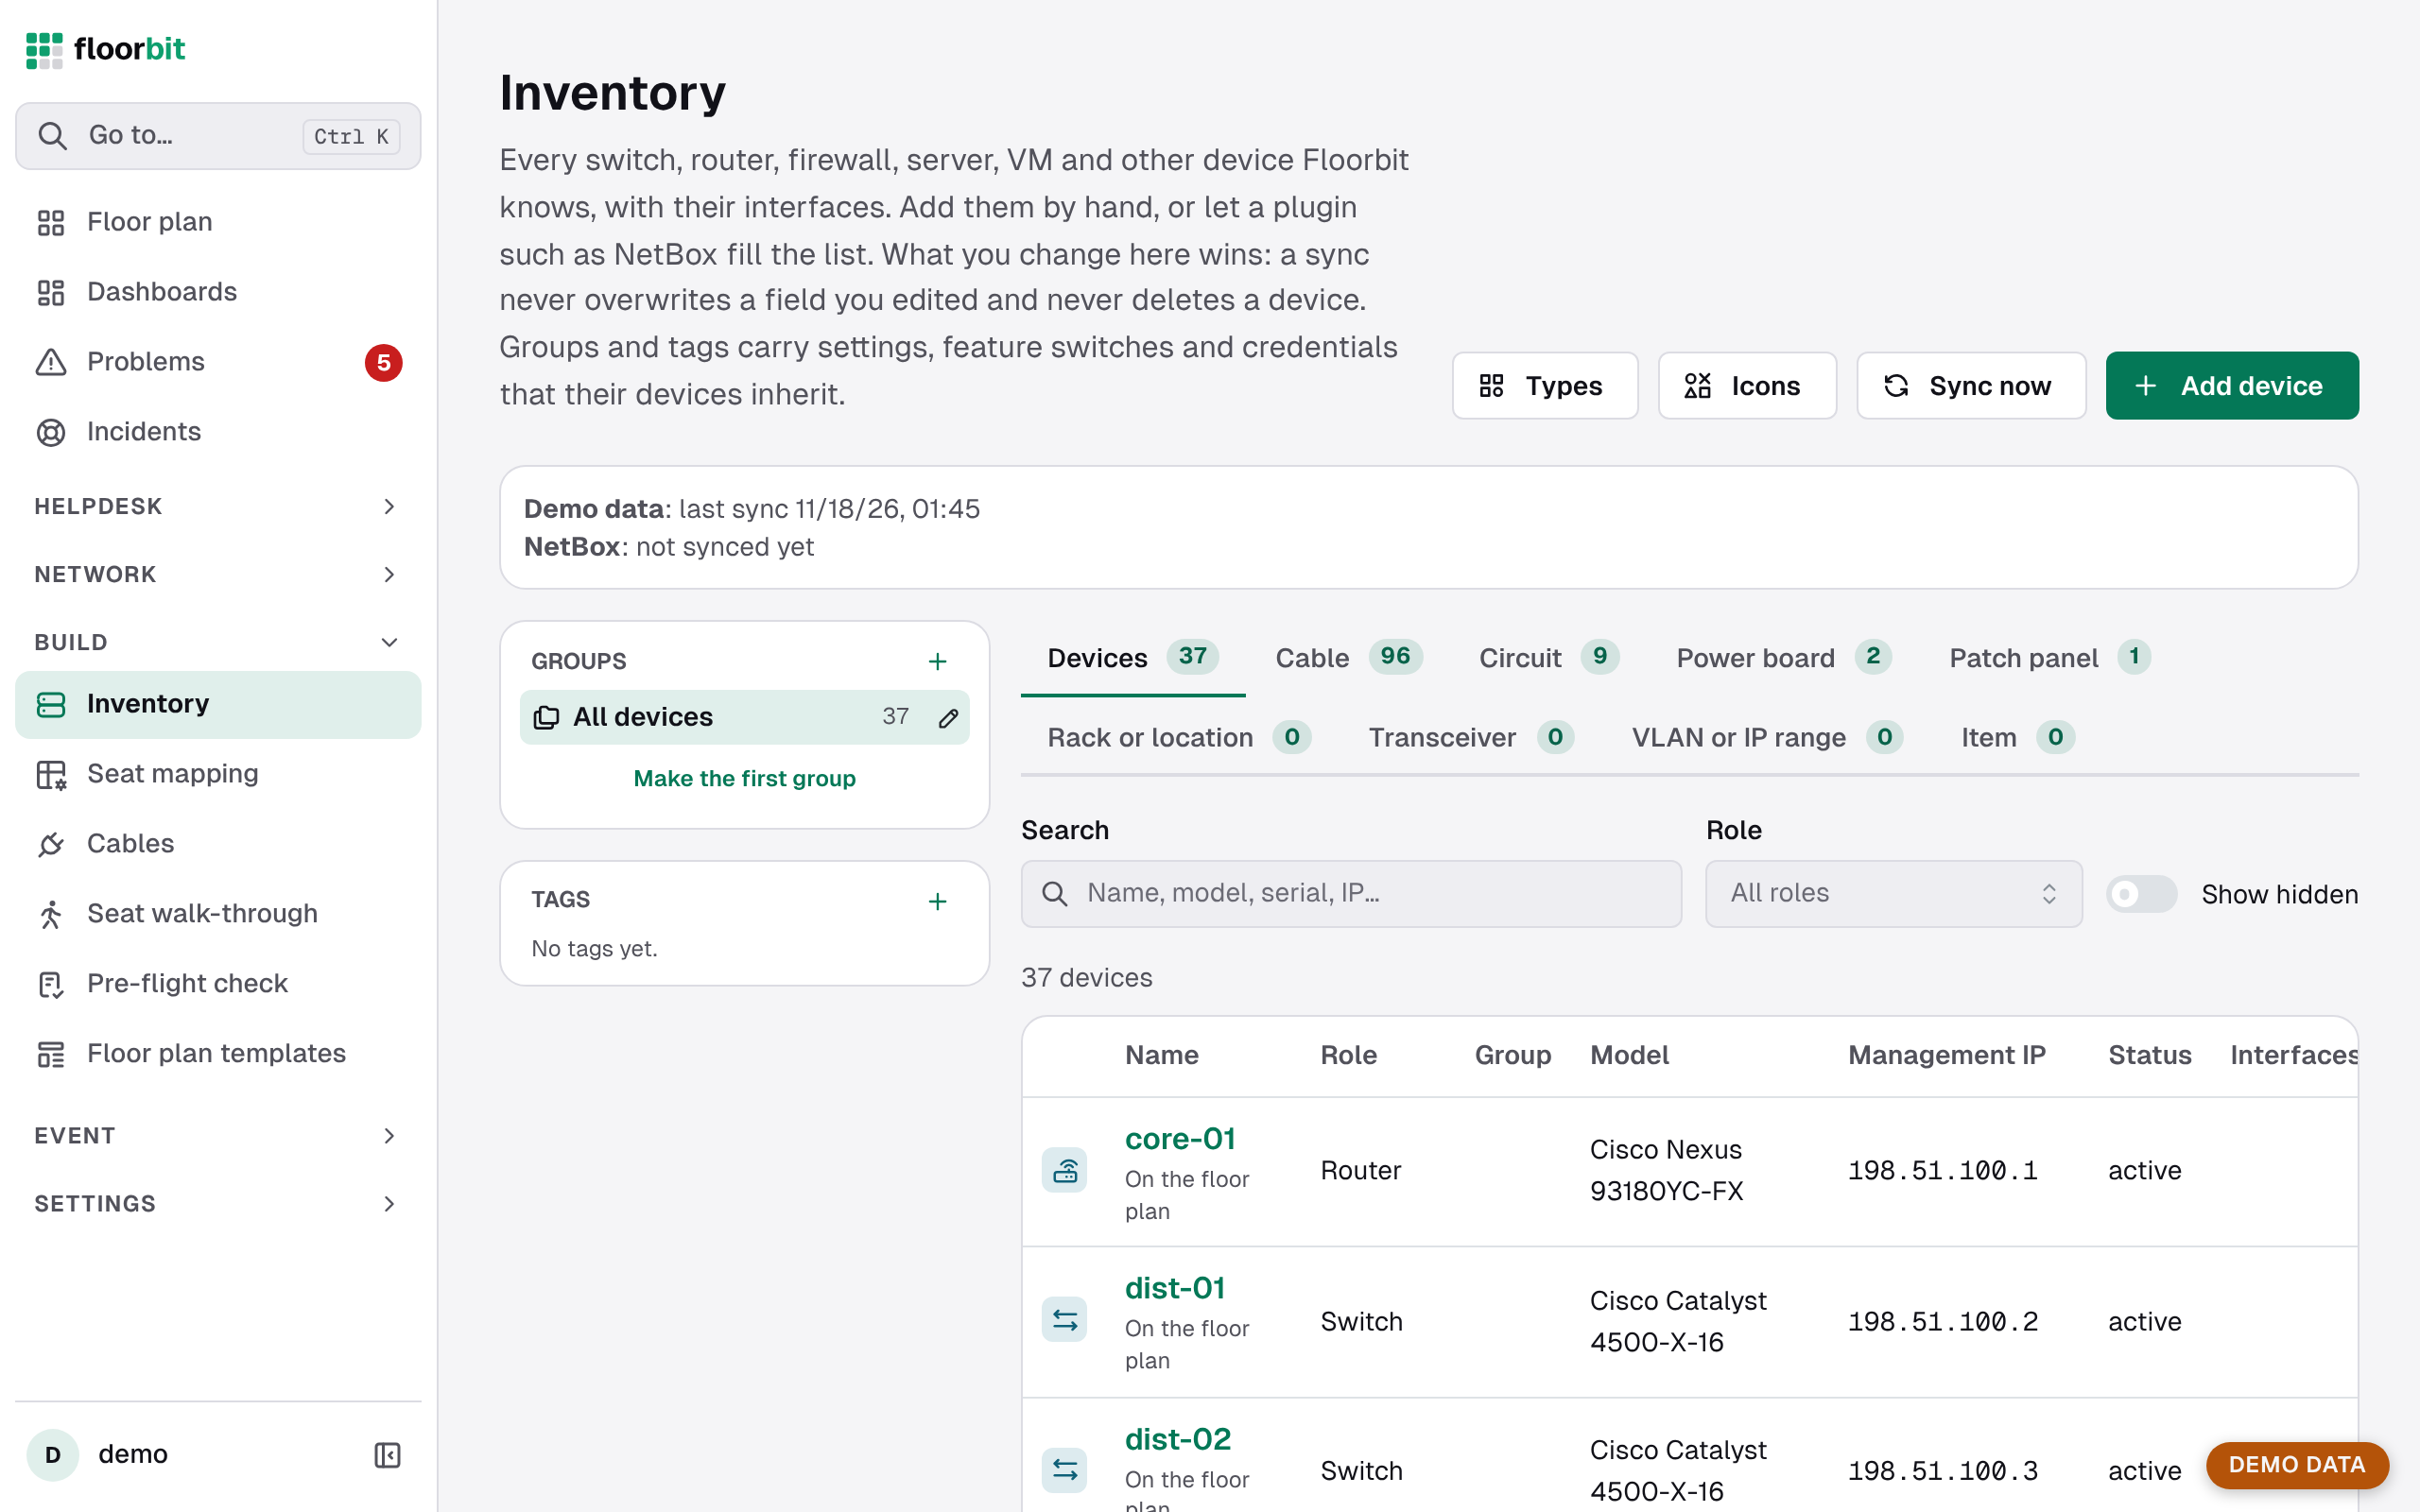 floorbit
Go to...
Ctrl K
Floor plan
Dashboards
Problems
5
Incidents
HELPDESK
NETWORK
BUILD
Inventory
Seat mapping
Cables
Seat walk-through
Pre-flight check
Floor plan templates
EVENT
SETTINGS
D
demo
Inventory
Every switch, router, firewall, server, VM and other device Floorbit
knows, with their interfaces. Add them by hand, or let a plugin
such as NetBox fill the list. What you change here wins: a sync
never overwrites a field you edited and never deletes a device.
Groups and tags carry settings, feature switches and credentials
that their devices inherit.
Types
Icons
Sync now
Add device
Demo data: last sync 11/18/26, 01:45
NetBox: not synced yet
GROUPS
All devices 37
Make the first group
TAGS
No tags yet.
Devices 37 Cable 96 Circuit 9 Power board 2 Patch panel 1
Rack or location 0 Transceiver 0 VLAN or IP range 0 Item 0
Search
Name, model, serial, IP...
Role
All roles
Show hidden
37 devices
Name Role Group Model Management IP Status Interfaces
core-01
On the floor
plan
Router
Cisco Nexus
93180YC-FX
198.51.100.1
active
dist-01
On the floor
plan
Switch
Cisco Catalyst
4500-X-16
198.51.100.2
active
dist-02
On the floor
plan
Switch
Cisco Catalyst
4500-X-16
198.51.100.3
active
DEMO DATA